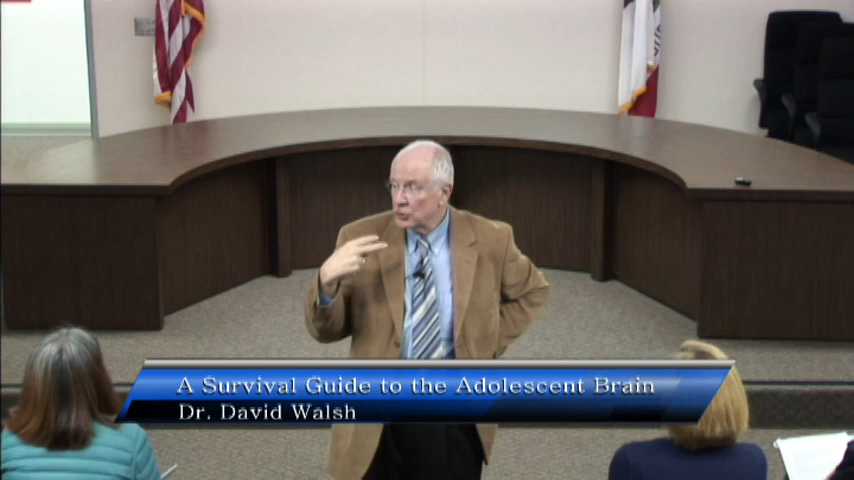 A Survival Guide to the Adolescent Brain
Dr. David Walsh